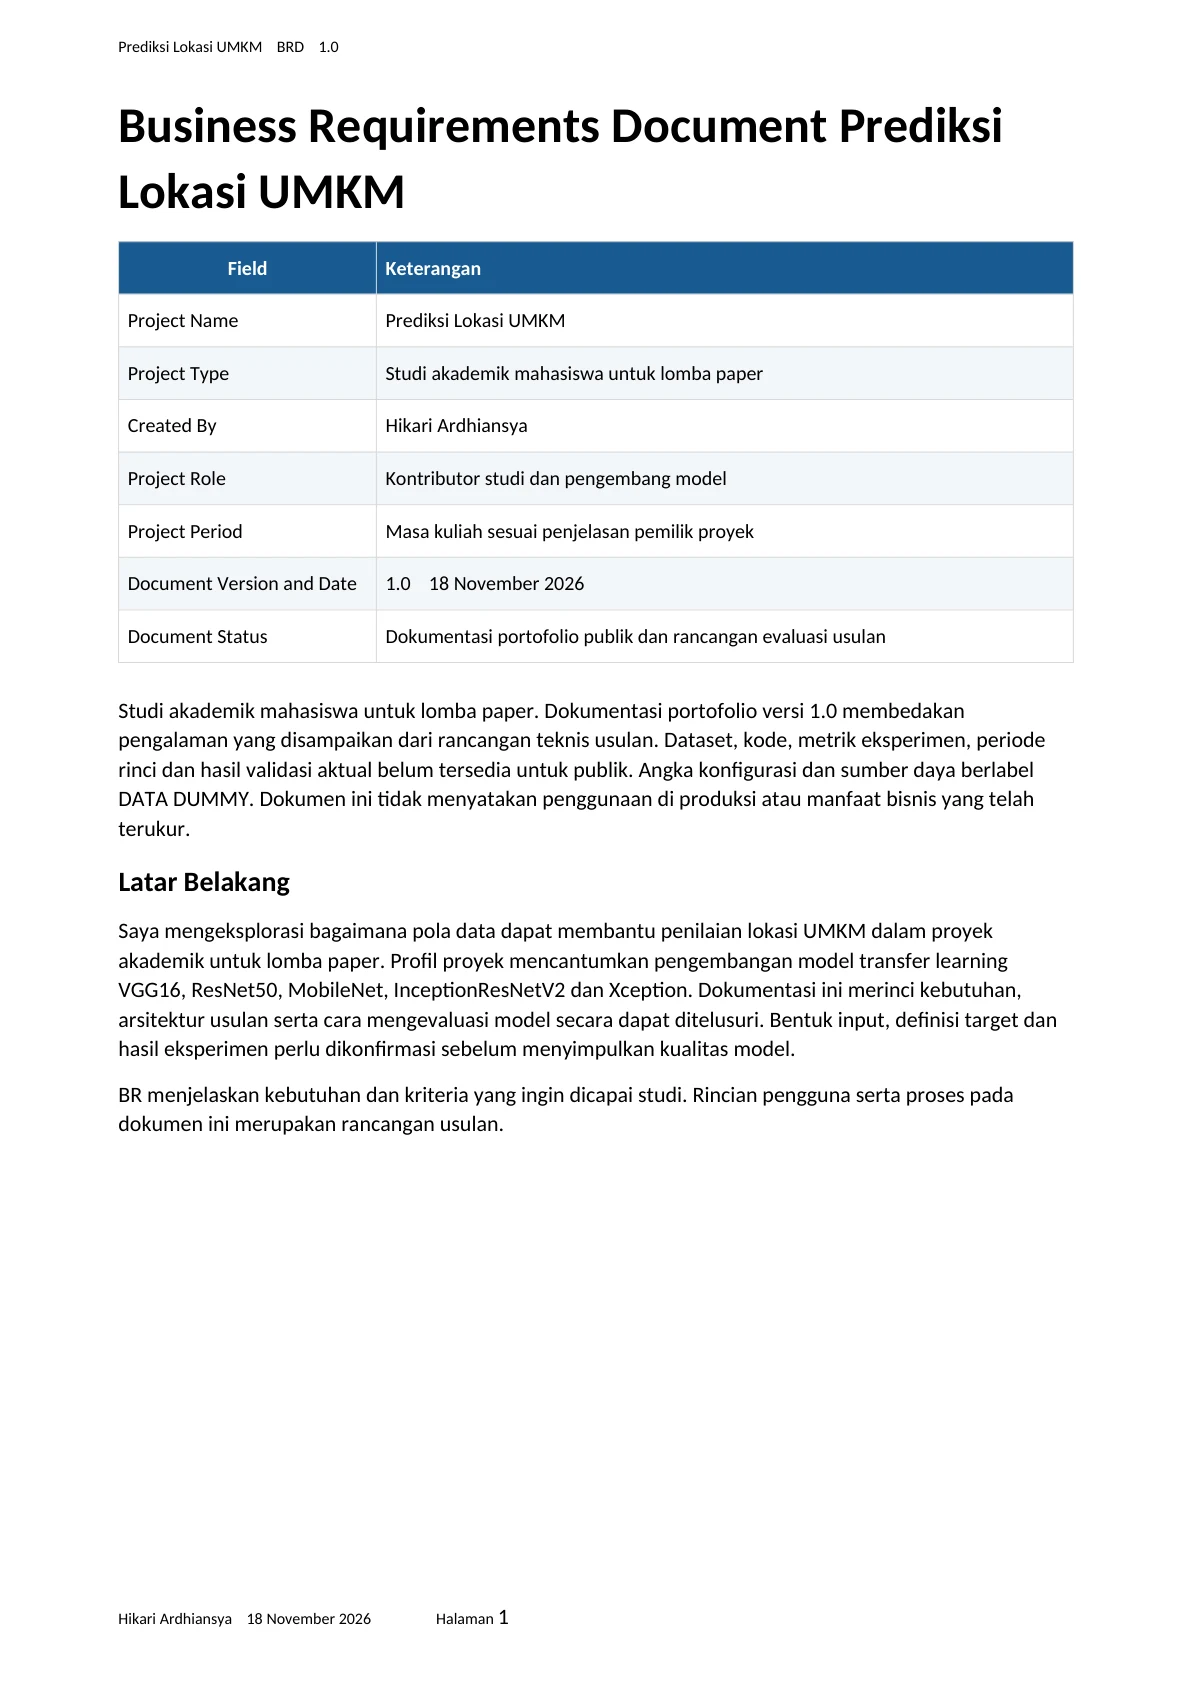 Prediksi Lokasi UMKM BRD 1.0
Business Requirements Document Prediksi
Lokasi UMKM
Field Keterangan
Project Name Prediksi Lokasi UMKM
Project Type Studi akademik mahasiswa untuk lomba paper
Created By Hikari Ardhiansya
Project Role Kontributor studi dan pengembang model
Project Period Masa kuliah sesuai penjelasan pemilik proyek
Document Version and Date 1.0 18 November 2026
Document Status Dokumentasi portofolio publik dan rancangan evaluasi usulan
Studi akademik mahasiswa untuk lomba paper. Dokumentasi portofolio versi 1.0 membedakan
pengalaman yang disampaikan dari rancangan teknis usulan. Dataset, kode, metrik eksperimen, periode
rinci dan hasil validasi aktual belum tersedia untuk publik. Angka konfigurasi dan sumber daya berlabel
DATA DUMMY. Dokumen ini tidak menyatakan penggunaan di produksi atau manfaat bisnis yang telah
terukur.
Latar Belakang
Saya mengeksplorasi bagaimana pola data dapat membantu penilaian lokasi UMKM dalam proyek
akademik untuk lomba paper. Profil proyek mencantumkan pengembangan model transfer learning
VGG16, ResNet50, MobileNet, InceptionResNetV2 dan Xception. Dokumentasi ini merinci kebutuhan,
arsitektur usulan serta cara mengevaluasi model secara dapat ditelusuri. Bentuk input, definisi target dan
hasil eksperimen perlu dikonfirmasi sebelum menyimpulkan kualitas model.
BR menjelaskan kebutuhan dan kriteria yang ingin dicapai studi. Rincian pengguna serta proses pada
dokumen ini merupakan rancangan usulan.
Hikari Ardhiansya 18 November 2026 Halaman 1